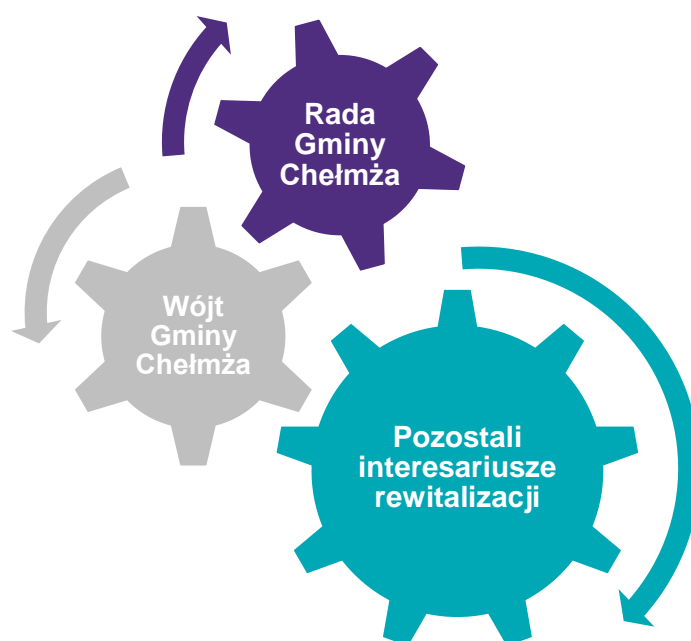 Rada
Gminy
Chełmża
Wójt
Gminy
Chełmża
Pozostali
interesariusze
rewitalizacji